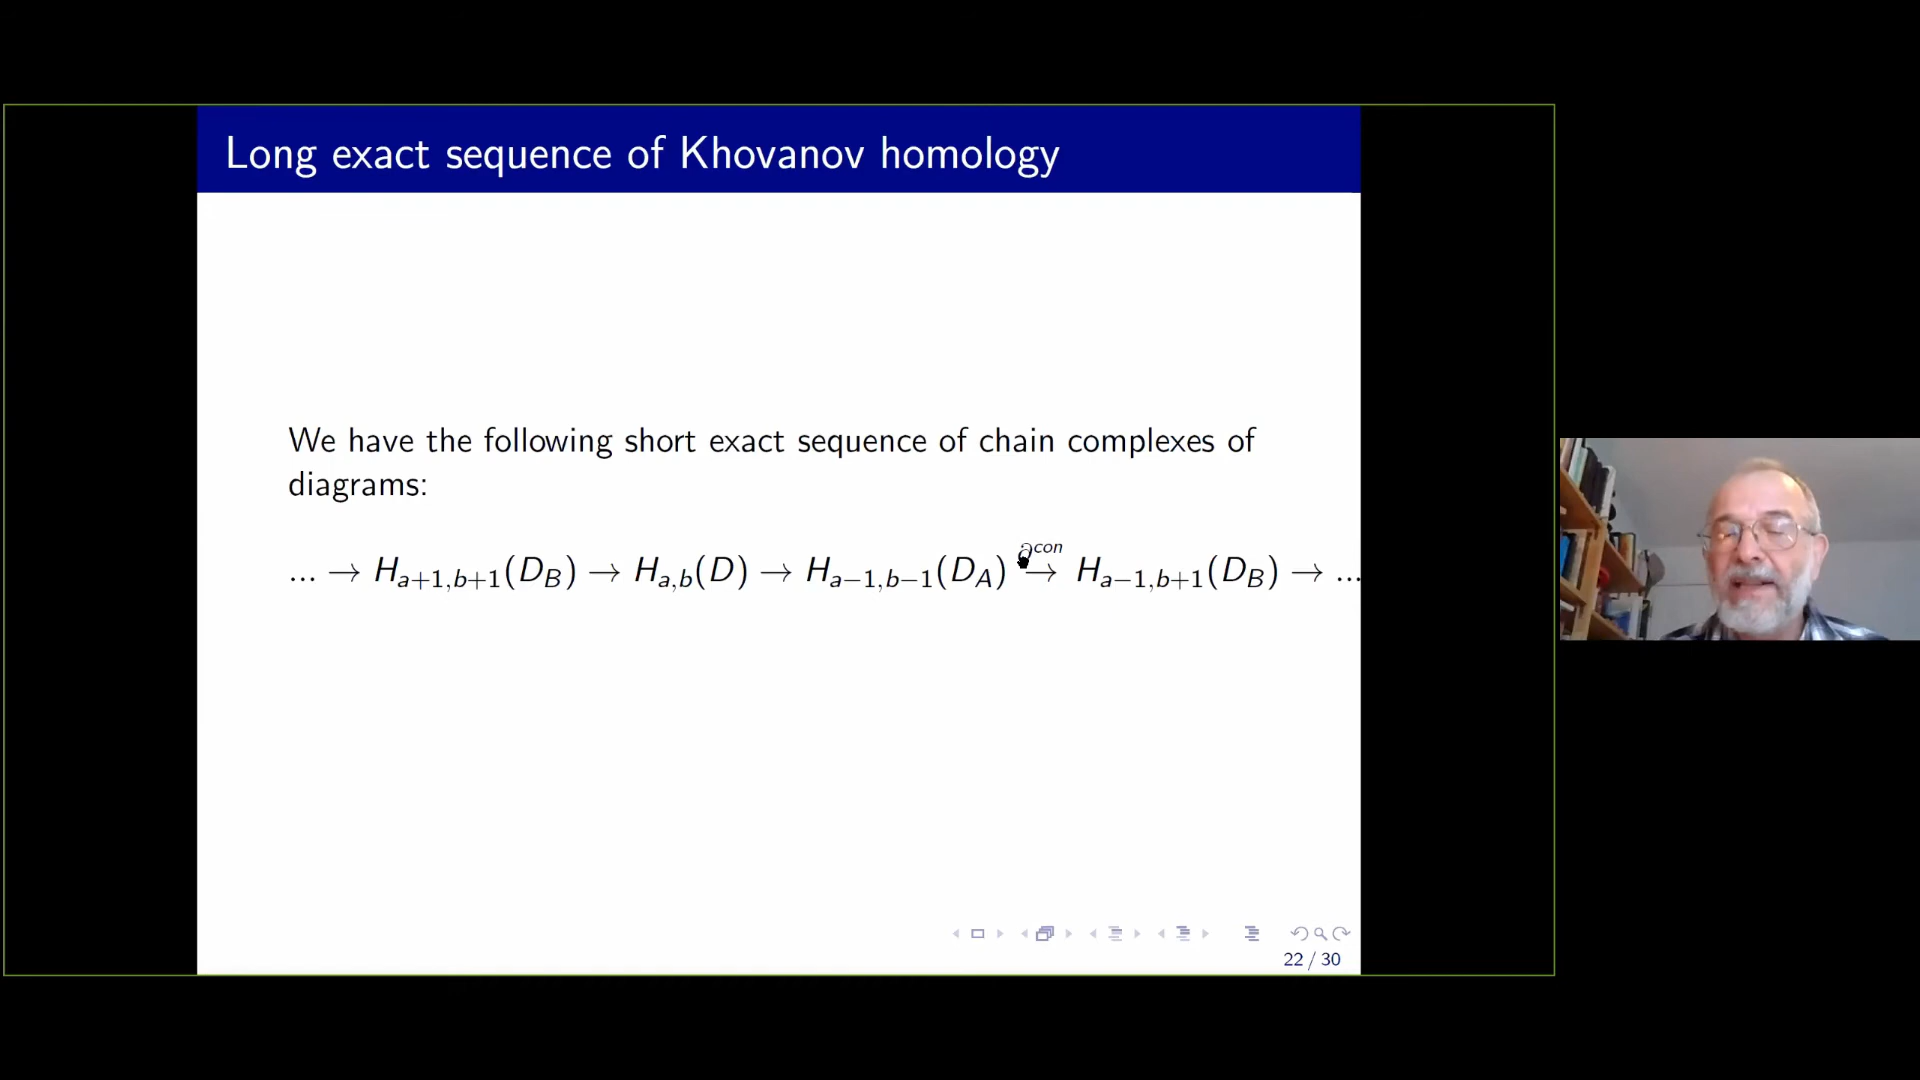 Long exact sequence of Khovanov homology
We have the following short exact sequence of chain complexes of
diagrams:
... → H_{a+1,b+1}(D_B) → H_{a,b}(D) → H_{a−1,b−1}(D_A) \overset{∂^{con}}{→} H_{a−1,b+1}(D_B) → ...
22 / 30